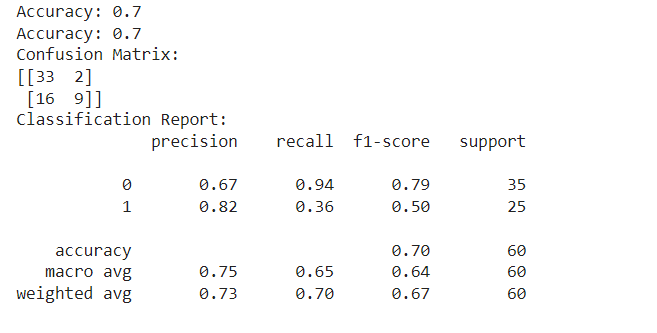 Accuracy: 0.7
Accuracy: 0.7
Confusion Matrix:
[[33  2]
 [16  9]]
Classification Report:
              precision    recall  f1-score   support

           0       0.67      0.94      0.79        35
           1       0.82      0.36      0.50        25

    accuracy                           0.70        60
   macro avg       0.75      0.65      0.64        60
weighted avg       0.73      0.70      0.67        60